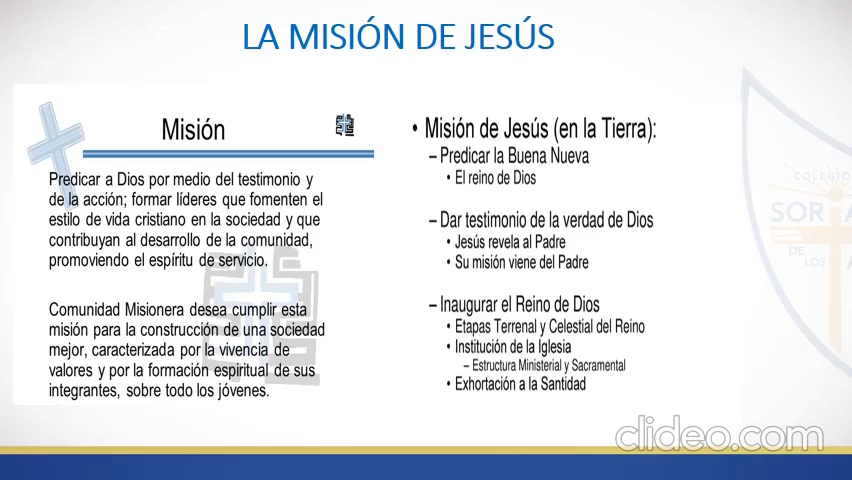 LA MISIÓN DE JESÚS
Misión
Predicar a Dios por medio del testimonio y
de la acción; formar líderes que fomenten el
estilo de vida cristiano en la sociedad y que
contribuyan al desarrollo de la comunidad,
promoviendo el espíritu de servicio.
Comunidad Misionera desea cumplir esta
misión para la construcción de una sociedad
mejor, caracterizada por la vivencia de
valores y por la formación espiritual de sus
integrantes, sobre todo los jóvenes.
• Misión de Jesús (en la Tierra):
– Predicar la Buena Nueva
• El reino de Dios
– Dar testimonio de la verdad de Dios
• Jesús revela al Padre
• Su misión viene del Padre
– Inaugurar el Reino de Dios
• Etapas Terrenal y Celestial del Reino
• Institución de la Iglesia
– Estructura Ministerial y Sacramental
• Exhortación a la Santidad
COLEGIO
SOR
DE
LOS
clideo.com